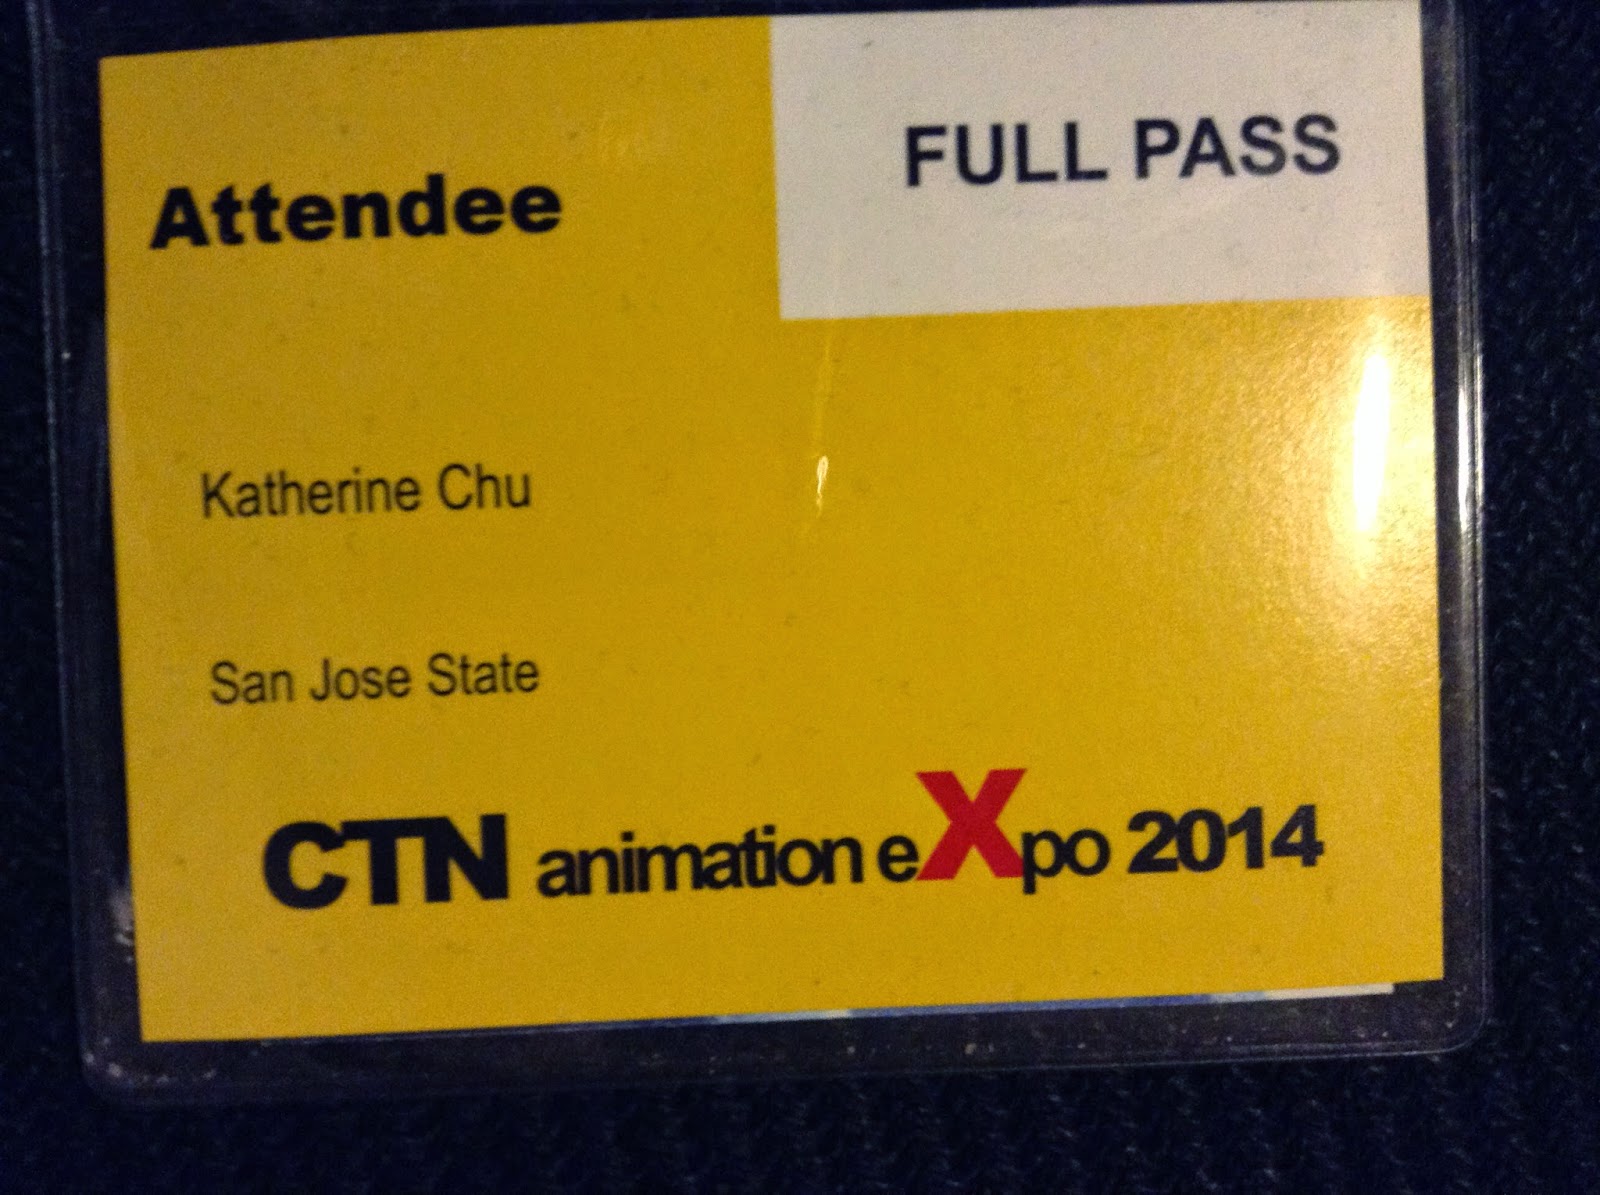 Attendee
FULL PASS
Katherine Chu
San Jose State
CTN animation eXpo 2014